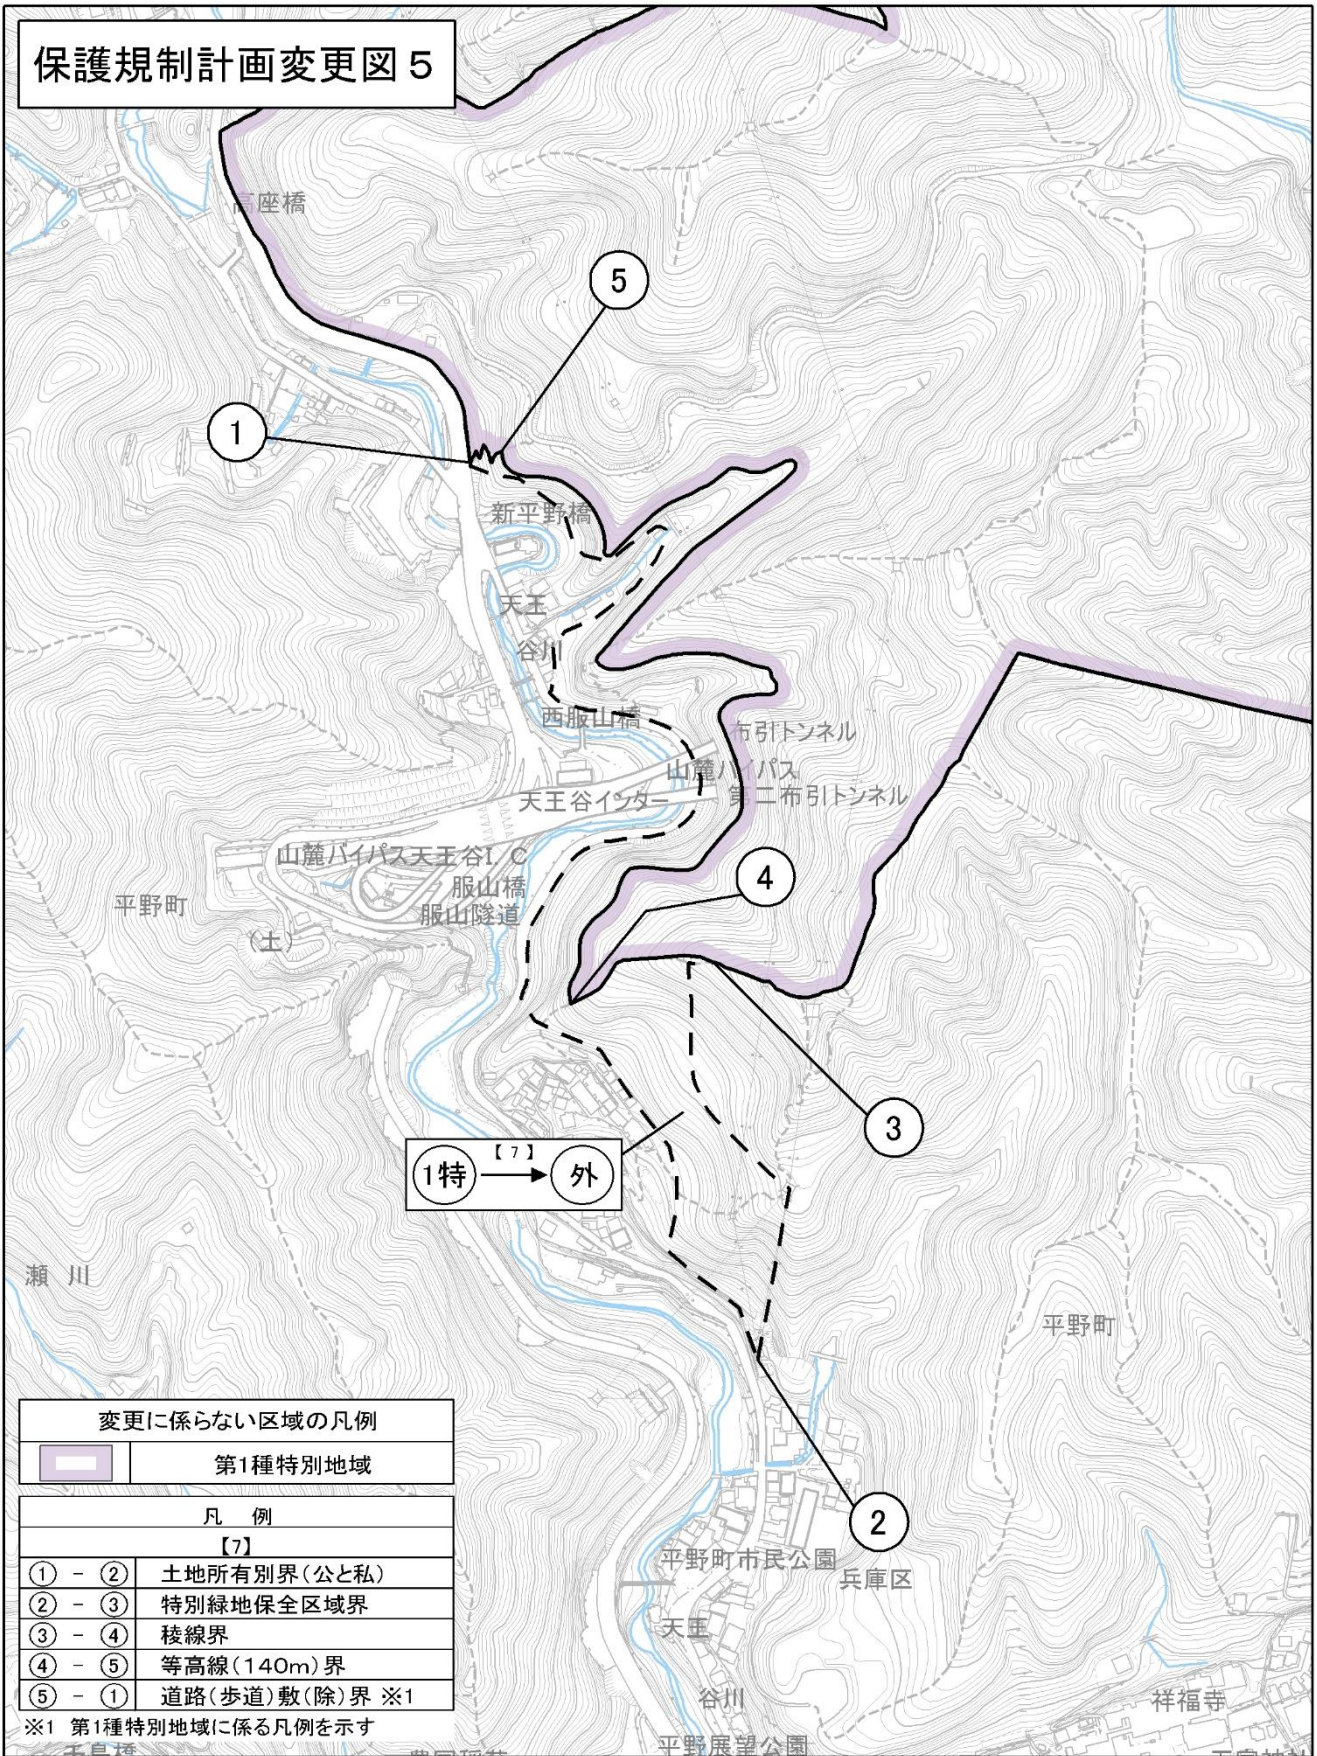 保護規制計画変更図5
高座橋
5
1
新平野橋
天王
谷川
西服山橋
布引トンネル
山麓バイパス
天王谷インター
第二布引トンネル
山麓バイパス天王谷I.C
4
服山橋
平野町
服山隧道
(土)
3
【7】
1特
外
瀬 川
平野町
2
平野町市民公園
兵庫区
天王
谷川
祥福寺
平野展望公園
変更に係らない区域の凡例
第1種特別地域
凡 例
【7】
① - ② 土地所有別界(公と私)
② - ③ 特別緑地保全区域界
③ - ④ 稜線界
④ - ⑤ 等高線(140m)界
⑤ - ① 道路(歩道)敷(除)界 ※1
※1 第1種特別地域に係る凡例を示す